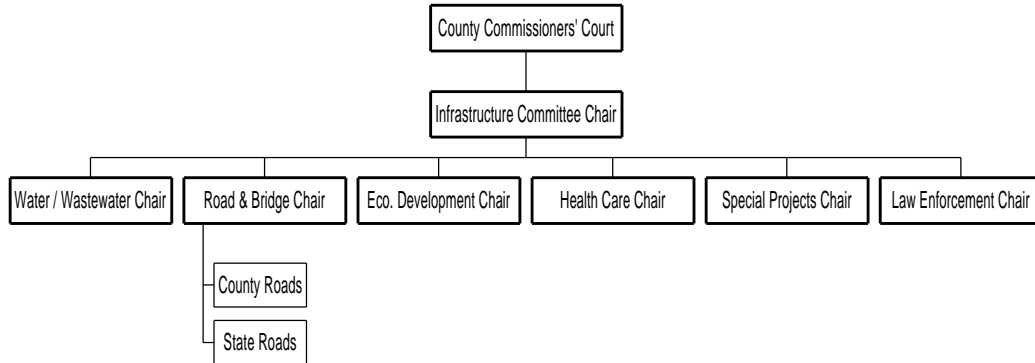 County Commissioners' Court
Infrastructure Committee Chair
Water / Wastewater Chair
Road & Bridge Chair
Eco. Development Chair
Health Care Chair
Special Projects Chair
Law Enforcement Chair
County Roads
State Roads